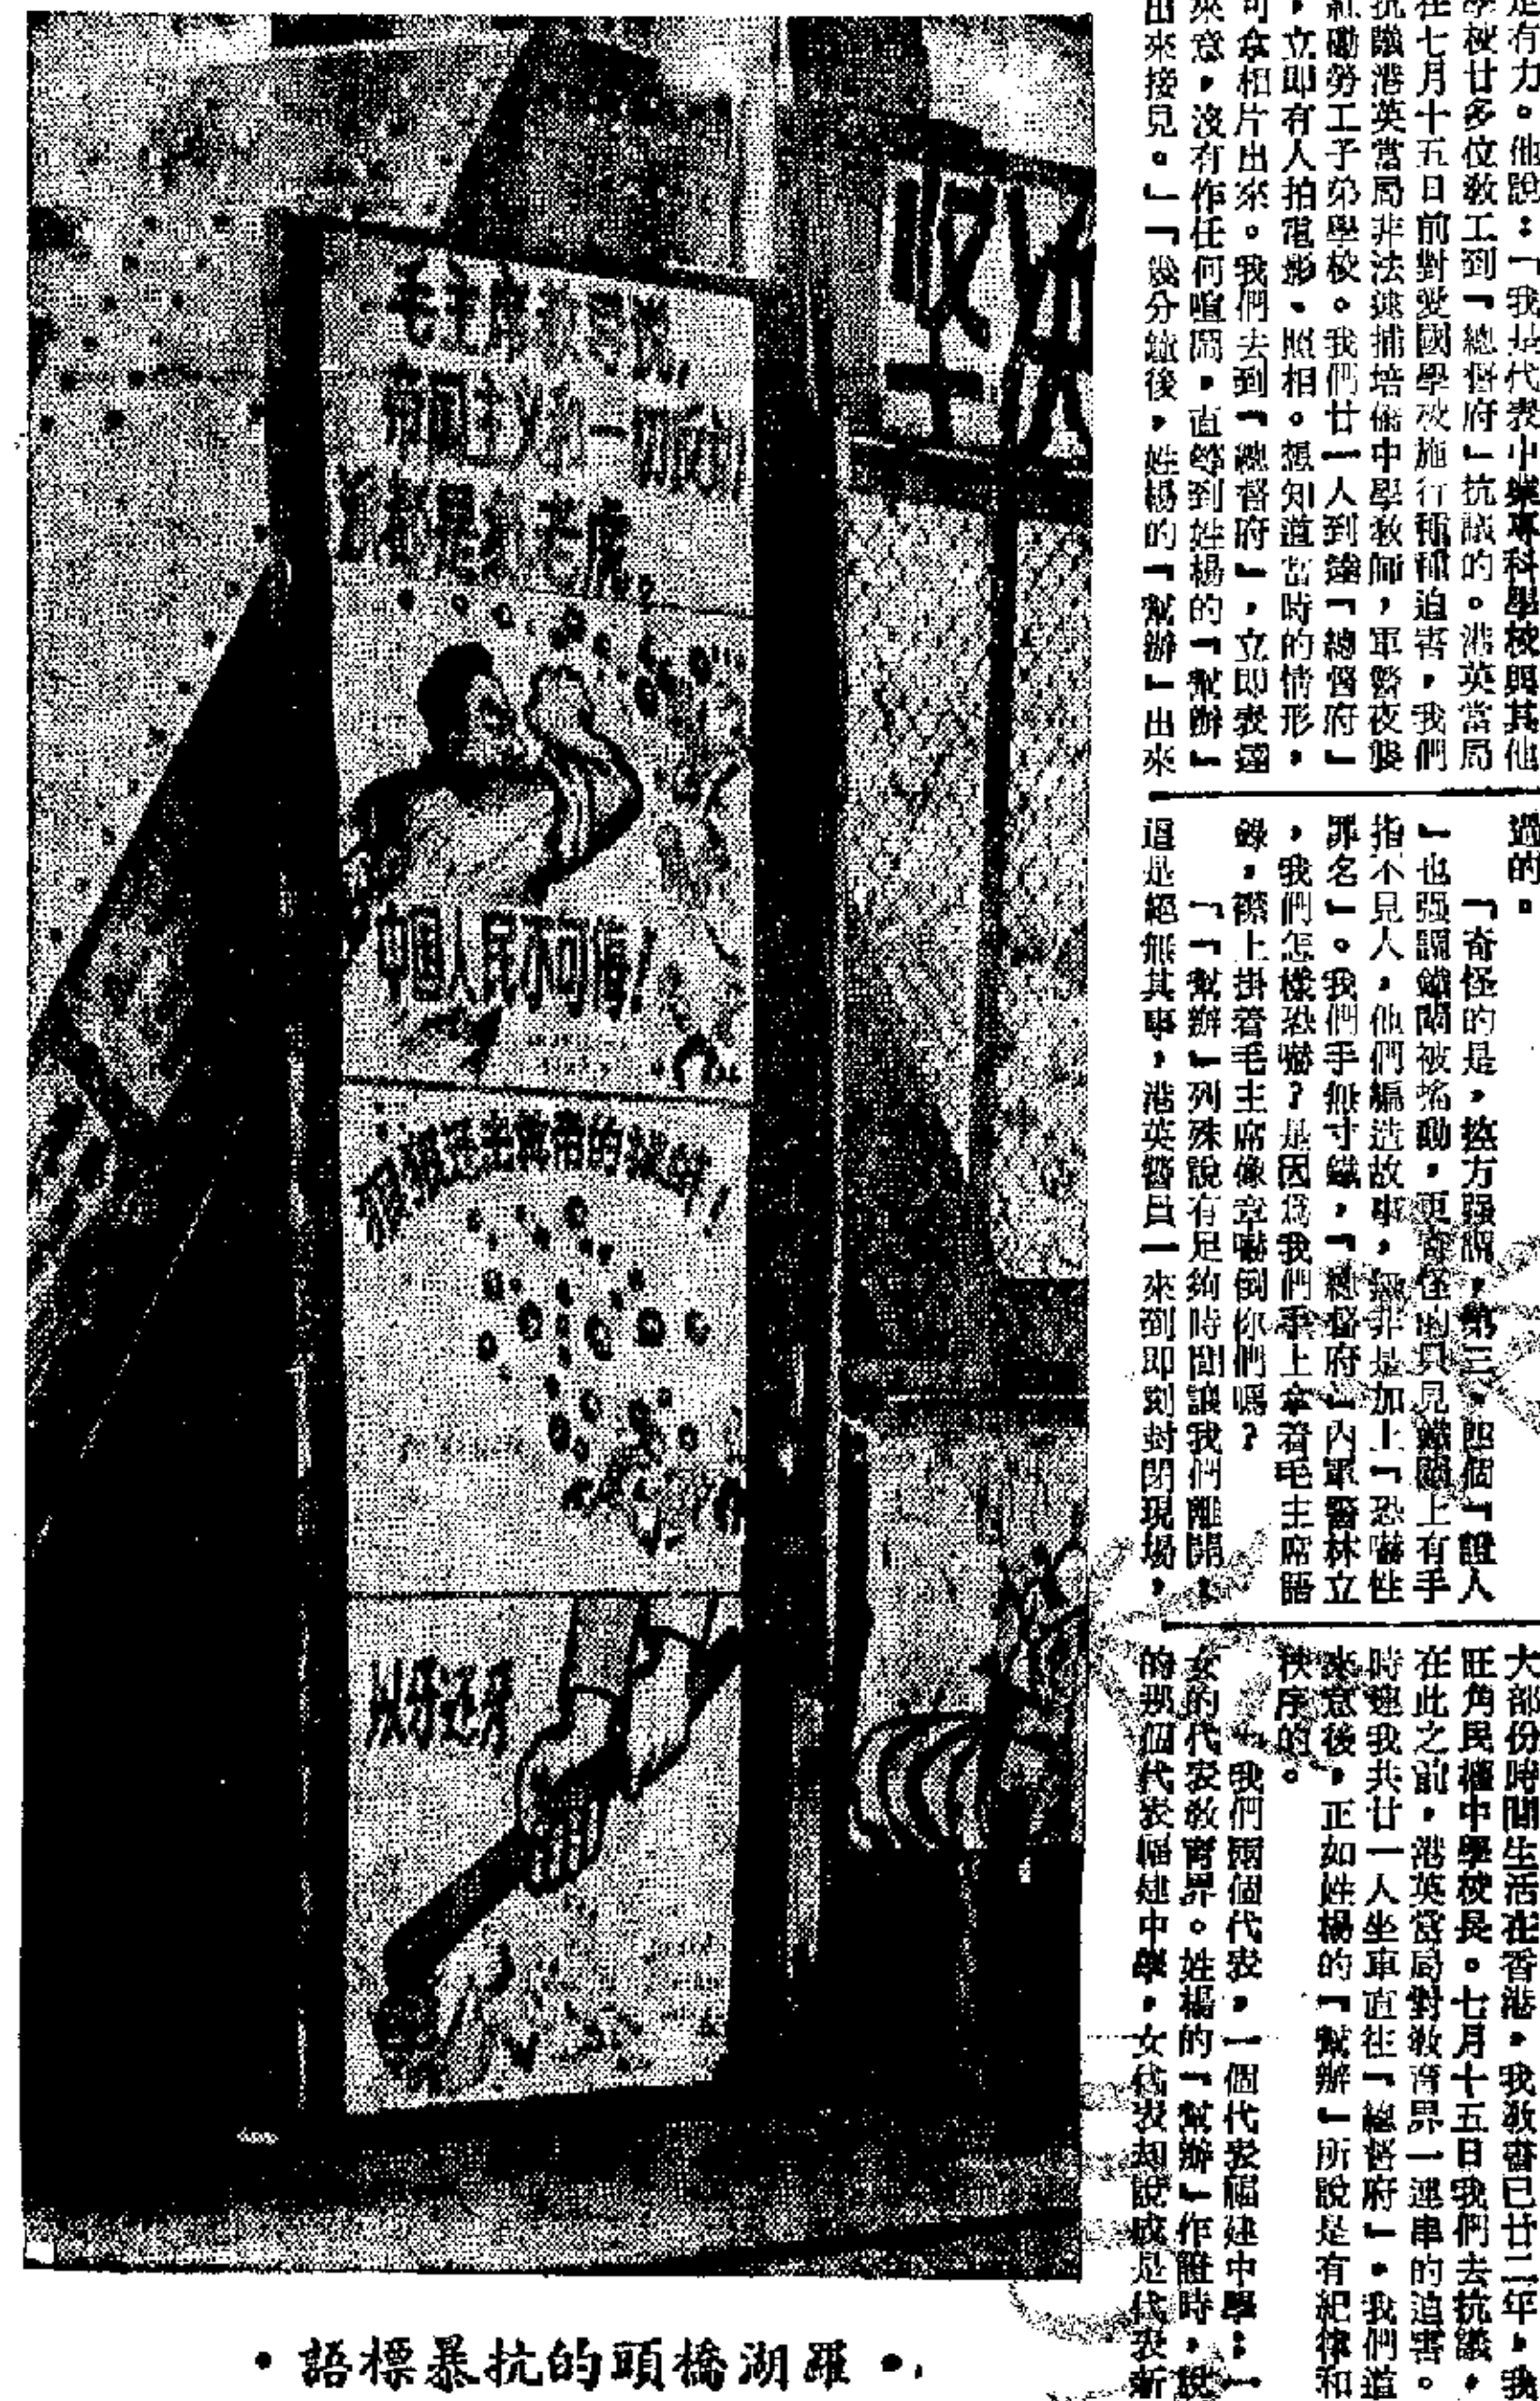 是有力。他說：「我是代表中業專科學校與其他
學校廿多位教工到「總督府」抗議的。港英當局
在七月十五日前對愛國學校施行種種迫害，我們
抗議港英當局非法逮捕培僑中學教師，軍警夜襲
紅磡勞工子弟學校。我們廿一人到達「總督府」
，立即有人拍電影、照相。想知道當時的情形，
可拿相片出來。我們去到「總督府」，立即表達
來意，沒有作任何喧鬧，直等到姓楊的「幫辦」
出來接見。」「幾分鐘後，姓楊的「幫辦」出來
過的。
「奇怪的是，控方强調，第三、四個「證人
」也强調鐵閘被搖動，更奇怪的只見鐵閘上有手
指不見人，他們編造故事，無非是加上「恐嚇性
罪名」。我們手無寸鐵，「總督府」內軍警林立
，我們怎樣恐嚇？是因爲我們手上拿着毛主席語
錄，襟上掛着毛主席像章嚇倒你們嗎？
「「幫辦」列殊說有足夠時間讓我們離開，
這是絕無其事，港英警員一來到即刻封閉現場，
大部份時間生活在香港，我教書已廿二年，我
旺角民權中學校長。七月十五日我們去抗議，
在此之前，港英當局對教育界一連串的迫害。
時連我共廿一人坐車直往「總督府」，我們道
來意後，正如姓楊的「幫辦」所說是有紀律和
秩序的。
「我們兩個代表，一個代表福建中學；一
女的代表教育界。姓楊的「幫辦」作證時，說
的那個代表福建中學，女代表却說成是代表新
毛主席教导说,
帝国主义和一切反动
派都是紙老虎。
中国人民不可侮！
以牙还牙
•羅湖橋頭的抗暴標語•